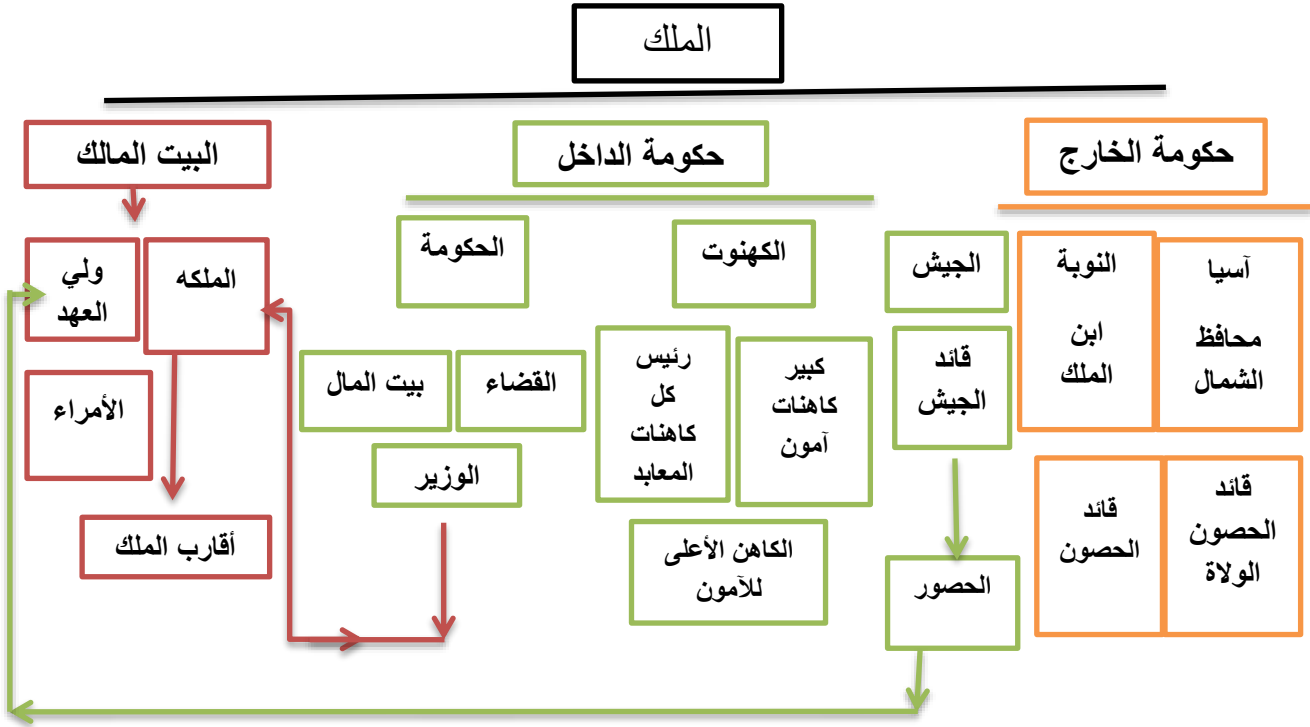 الملك
حكومة الخارج
حكومة الداخل
البيت المالك
آسيا
محافظ
الشمال
النوبة
ابن
الملك
الجيش
الكهنوت
الحكومة
الملكه
ولي
العهد
قائد
الجيش
كبير
كاهنات
آمون
رئيس
كل
كاهنات
المعابد
القضاء
بيت المال
الأمراء
الوزير
قائد
الحصون
الولاة
قائد
الحصون
الحصور
الكاهن الأعلى
للآمون
أقارب الملك